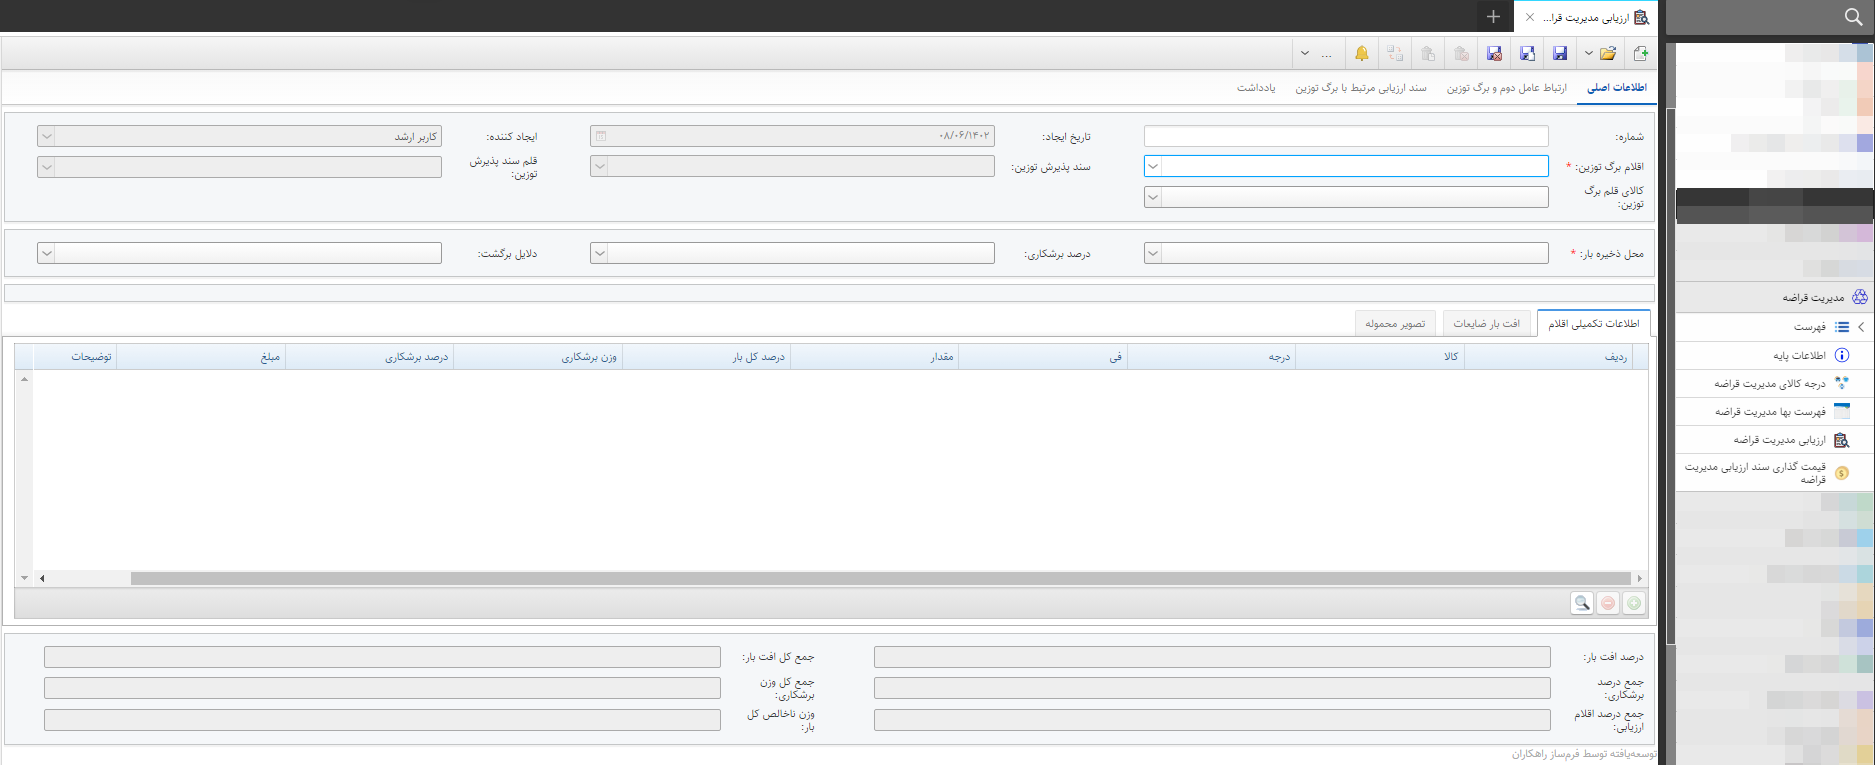 ارزیابی مدیریت قرا...
...
اطلاعات اصلی
ارتباط عامل دوم و برگ توزین
سند ارزیابی مرتبط با برگ توزین
یادداشت
شماره:
تاریخ ایجاد:
۰۸/۰۶/۱۴۰۲
ایجاد کننده:
کاربر ارشد
اقلام برگ توزین: *
سند پذیرش توزین:
قلم سند پذیرش
توزین:
کالای قلم برگ
توزین:
محل ذخیره بار: *
درصد برشکاری:
دلایل برگشت:
اطلاعات تکمیلی اقلام
افت بار ضایعات
تصویر محموله
ردیف
کالا
درجه
فی
مقدار
درصد کل بار
وزن برشکاری
درصد برشکاری
مبلغ
توضیحات
درصد افت بار:
جمع کل افت بار:
جمع درصد
برشکاری:
جمع کل وزن
برشکاری:
جمع درصد اقلام
ارزیابی:
وزن ناخالص کل
بار:
توسعه‌یافته توسط فرم‌ساز راهکاران
مدیریت قراضه
فهرست
اطلاعات پایه
درجه کالای مدیریت قراضه
فهرست بها مدیریت قراضه
ارزیابی مدیریت قراضه
قیمت گذاری سند ارزیابی مدیریت
قراضه